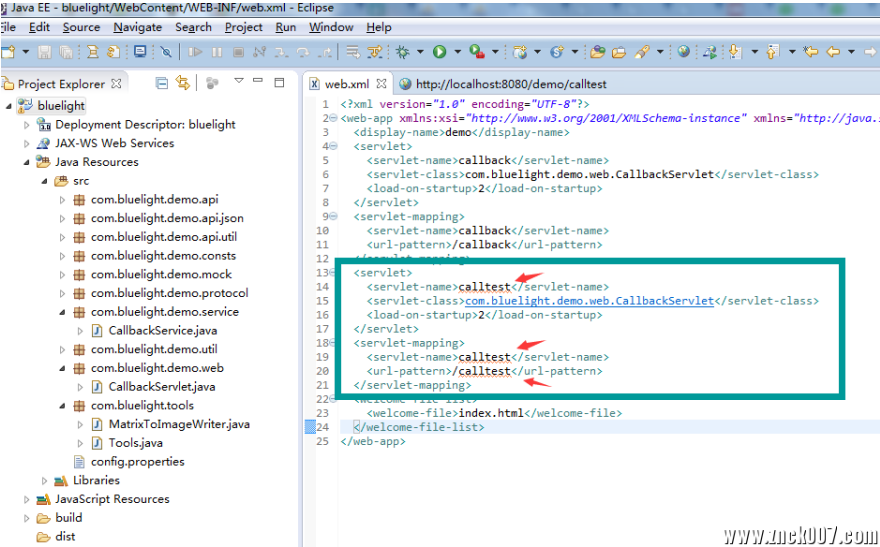 Java EE - bluelight/WebContent/WEB-INF/web.xml - Eclipse
File Edit Source Navigate Search Project Run Window Help
Project Explorer
web.xml
http://localhost:8080/demo/calltest
bluelight
Deployment Descriptor: bluelight
JAX-WS Web Services
Java Resources
src
com.bluelight.demo.api
com.bluelight.demo.api.json
com.bluelight.demo.api.util
com.bluelight.demo.consts
com.bluelight.demo.mock
com.bluelight.demo.protocol
com.bluelight.demo.service
CallbackService.java
com.bluelight.demo.util
com.bluelight.demo.web
CallbackServlet.java
com.bluelight.tools
MatrixToImageWriter.java
Tools.java
config.properties
Libraries
JavaScript Resources
build
dist
1 <?xml version="1.0" encoding="UTF-8"?>
2 <web-app xmlns:xsi="http://www.w3.org/2001/XMLSchema-instance" xmlns="http://java.s
3 <display-name>demo</display-name>
4 <servlet>
5 <servlet-name>callback</servlet-name>
6 <servlet-class>com.bluelight.demo.web.CallbackServlet</servlet-class>
7 <load-on-startup>2</load-on-startup>
8 </servlet>
9 <servlet-mapping>
10 <servlet-name>callback</servlet-name>
11 <url-pattern>/callback</url-pattern>
12 </servlet-mapping>
13 <servlet>
14 <servlet-name>calltest</servlet-name>
15 <servlet-class>com.bluelight.demo.web.CallbackServlet</servlet-class>
16 <load-on-startup>2</load-on-startup>
17 </servlet>
18 <servlet-mapping>
19 <servlet-name>calltest</servlet-name>
20 <url-pattern>/calltest</url-pattern>
21 </servlet-mapping>
22 <welcome-file-list>
23 <welcome-file>index.html</welcome-file>
24 </welcome-file-list>
25 </web-app>
www.znck007.com